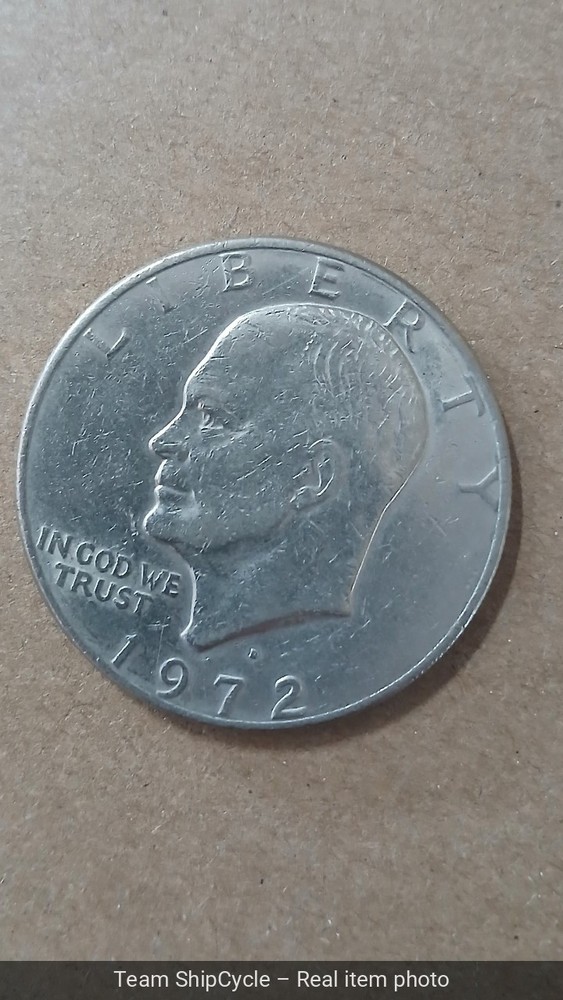 LIBERTY
IN GOD WE
TRUST
D
1972
Team ShipCycle – Real item photo